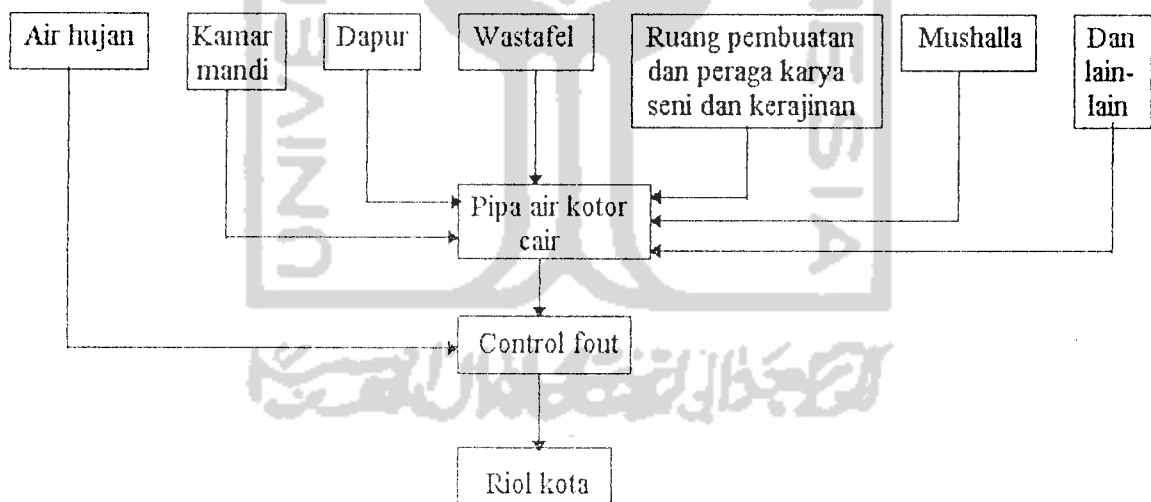 Air hujan
Kamar
mandi
Dapur
Wastafel
Ruang pembuatan
dan peraga karya
seni dan kerajinan
Mushalla
Dan
lain-
lain
Pipa air kotor
cair
Control fout
Riol kota